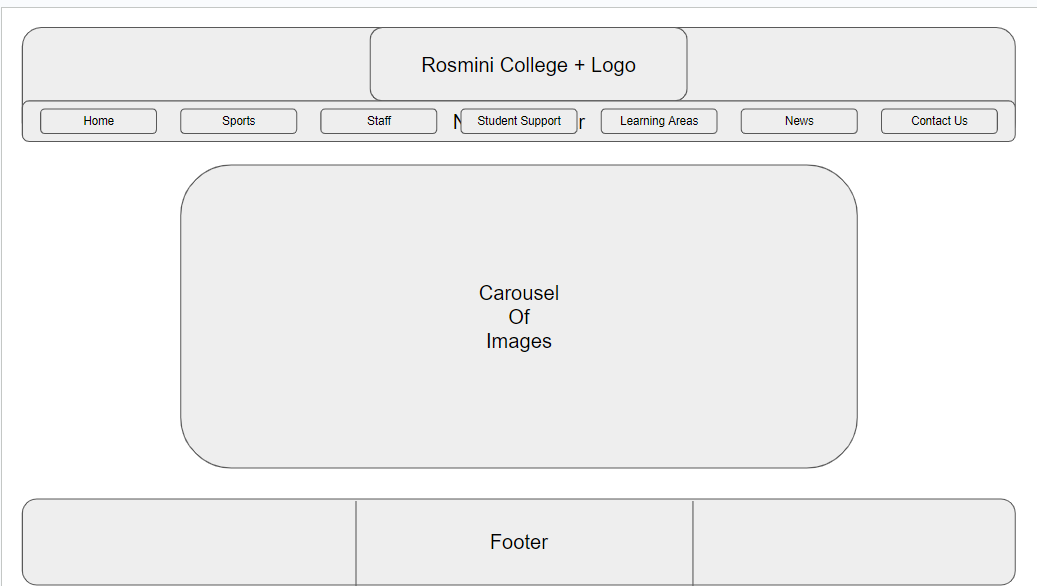 Rosmini College + Logo
Home Sports Staff Student Support Learning Areas News Contact Us
Carousel
Of
Images
Footer